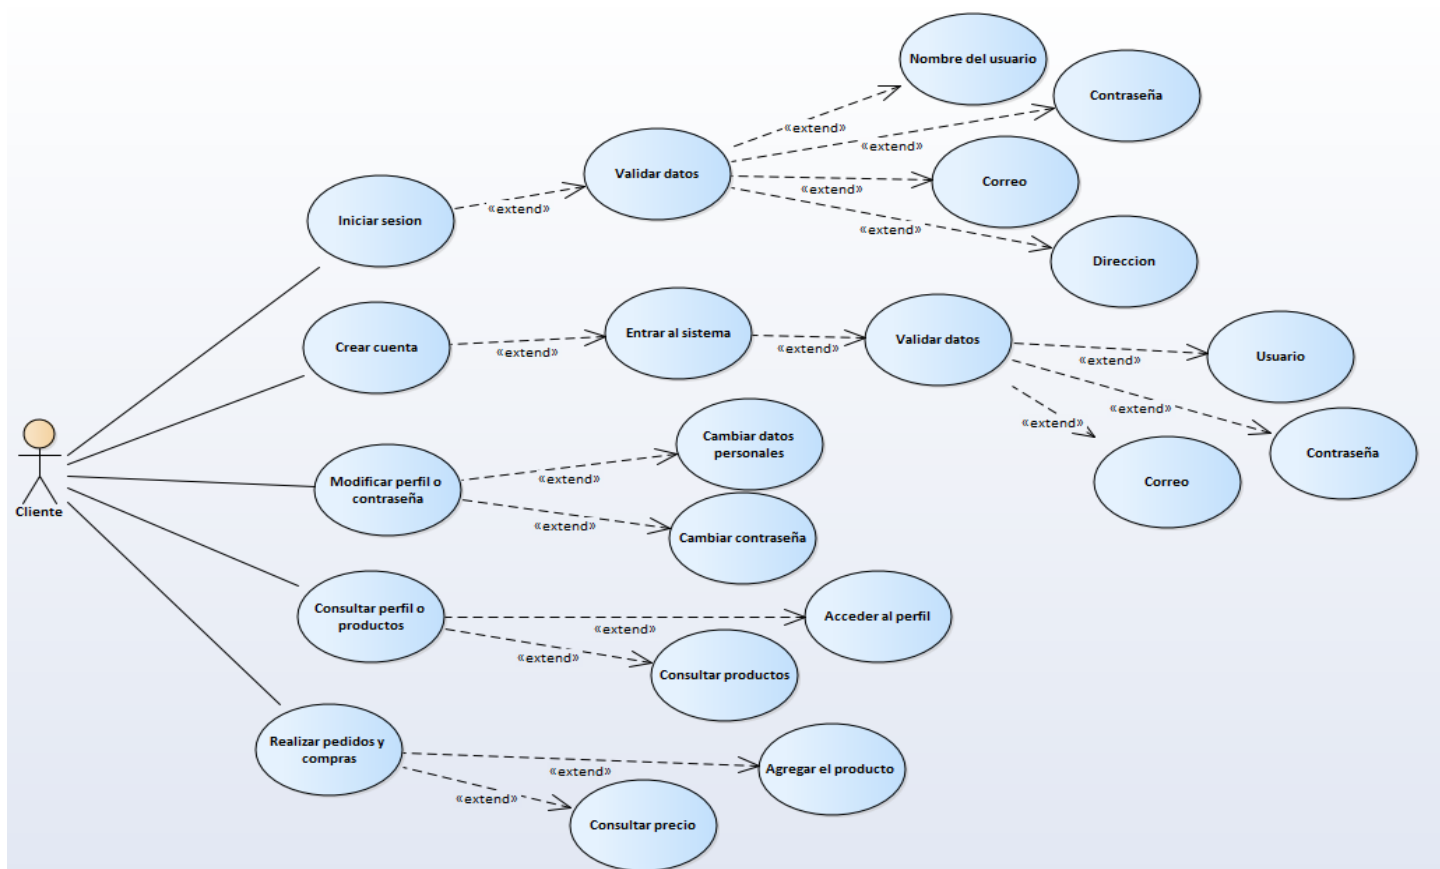 Nombre del usuario
Contraseña
«extend»
«extend»
Validar datos
Correo
«extend»
Iniciar sesion
«extend»
«extend»
Direccion
Crear cuenta
«extend»
Entrar al sistema
«extend»
Validar datos
«extend»
Usuario
«extend»
«extend»
Contraseña
Correo
Cliente
Modificar perfil o
contraseña
«extend»
Cambiar datos
personales
«extend»
Cambiar contraseña
Consultar perfil o
productos
«extend»
Acceder al perfil
«extend»
Consultar productos
Realizar pedidos y
compras
«extend»
Agregar el producto
«extend»
Consultar precio